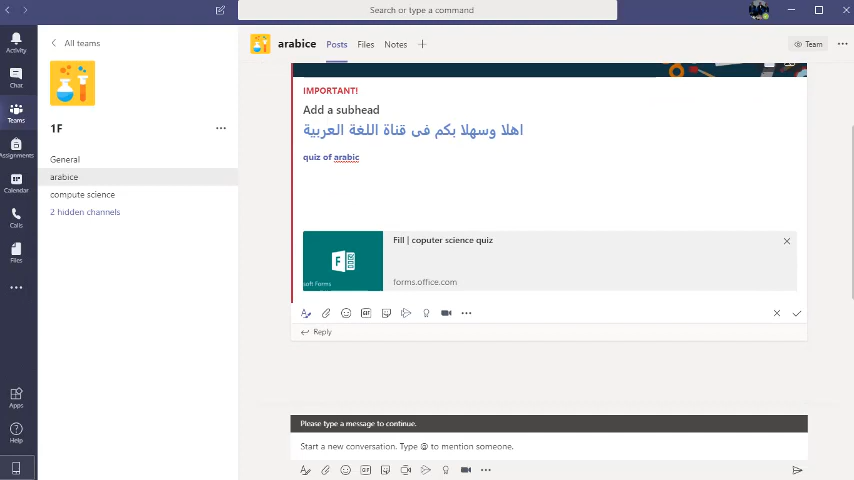 Search or type a command
Activity
Chat
Teams
Assignments
Calendar
Calls
Files
Apps
Help
All teams
1F
General
arabice
compute science
2 hidden channels
arabice
Posts
Files
Notes
Team
IMPORTANT!
Add a subhead
اهلا وسهلا بكم فى قناة اللغة العربية
quiz of arabic
Fill | coputer science quiz
soft Forms
forms.office.com
Reply
Please type a message to continue.
Start a new conversation. Type @ to mention someone.